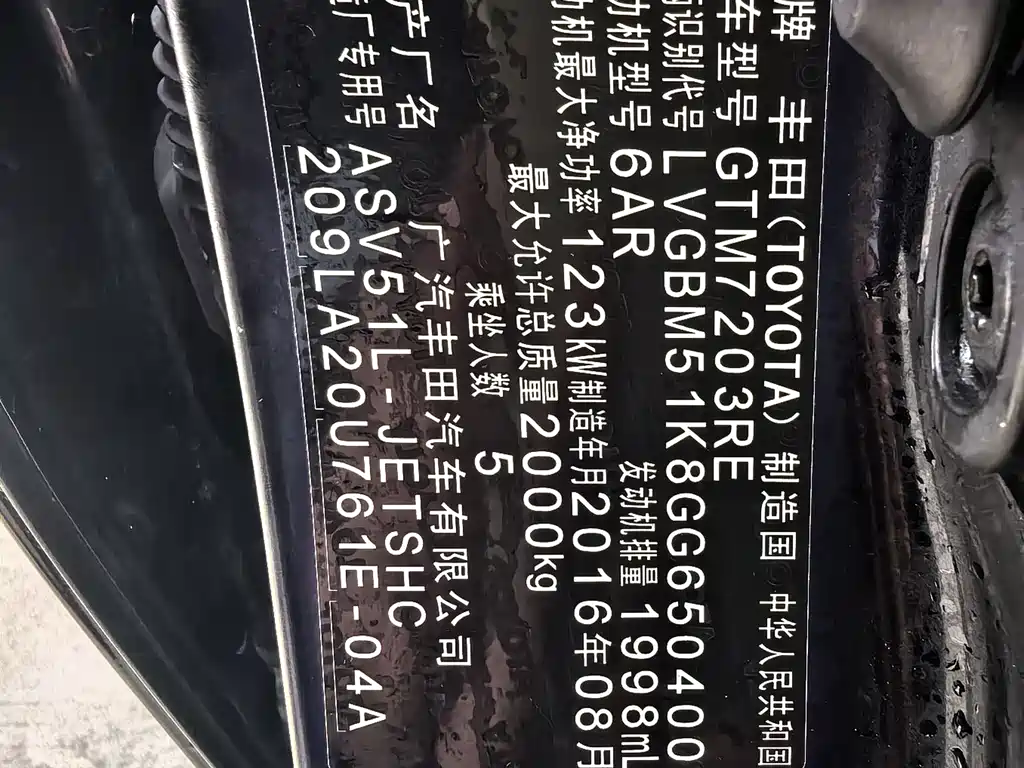 牌 丰田(TOYOTA) 制造国 中华人民共和国
车型号 GTM7203RE
识别代号 LVGBM51K8GG650400
机型号 6AR 发动机排量 1998mL
动机最大净功率 123kW 制造年月 2016年08月
最大允许总质量 2000kg
乘坐人数 5
产厂名 广汽丰田汽车有限公司
厂专用号 ASV51L-JETSHC
209LA20U761E-04A